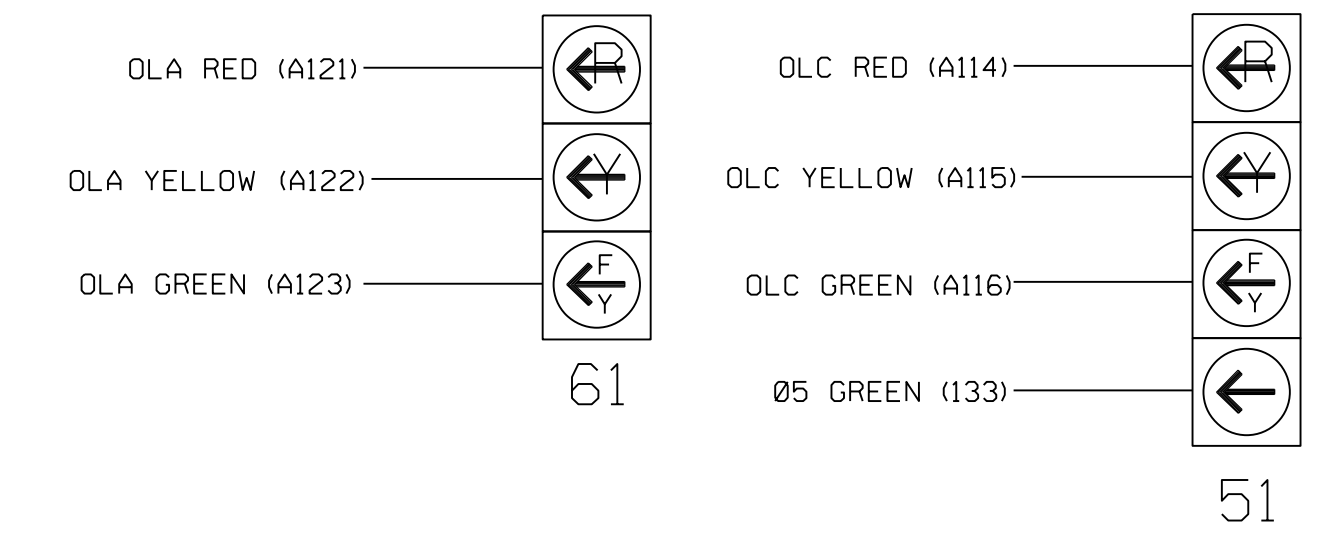 OLA RED (A121)
R
OLA YELLOW (A122)
Y
OLA GREEN (A123)
F
Y
61
OLC RED (A114)
R
OLC YELLOW (A115)
Y
OLC GREEN (A116)
F
Y
Ø5 GREEN (133)
51